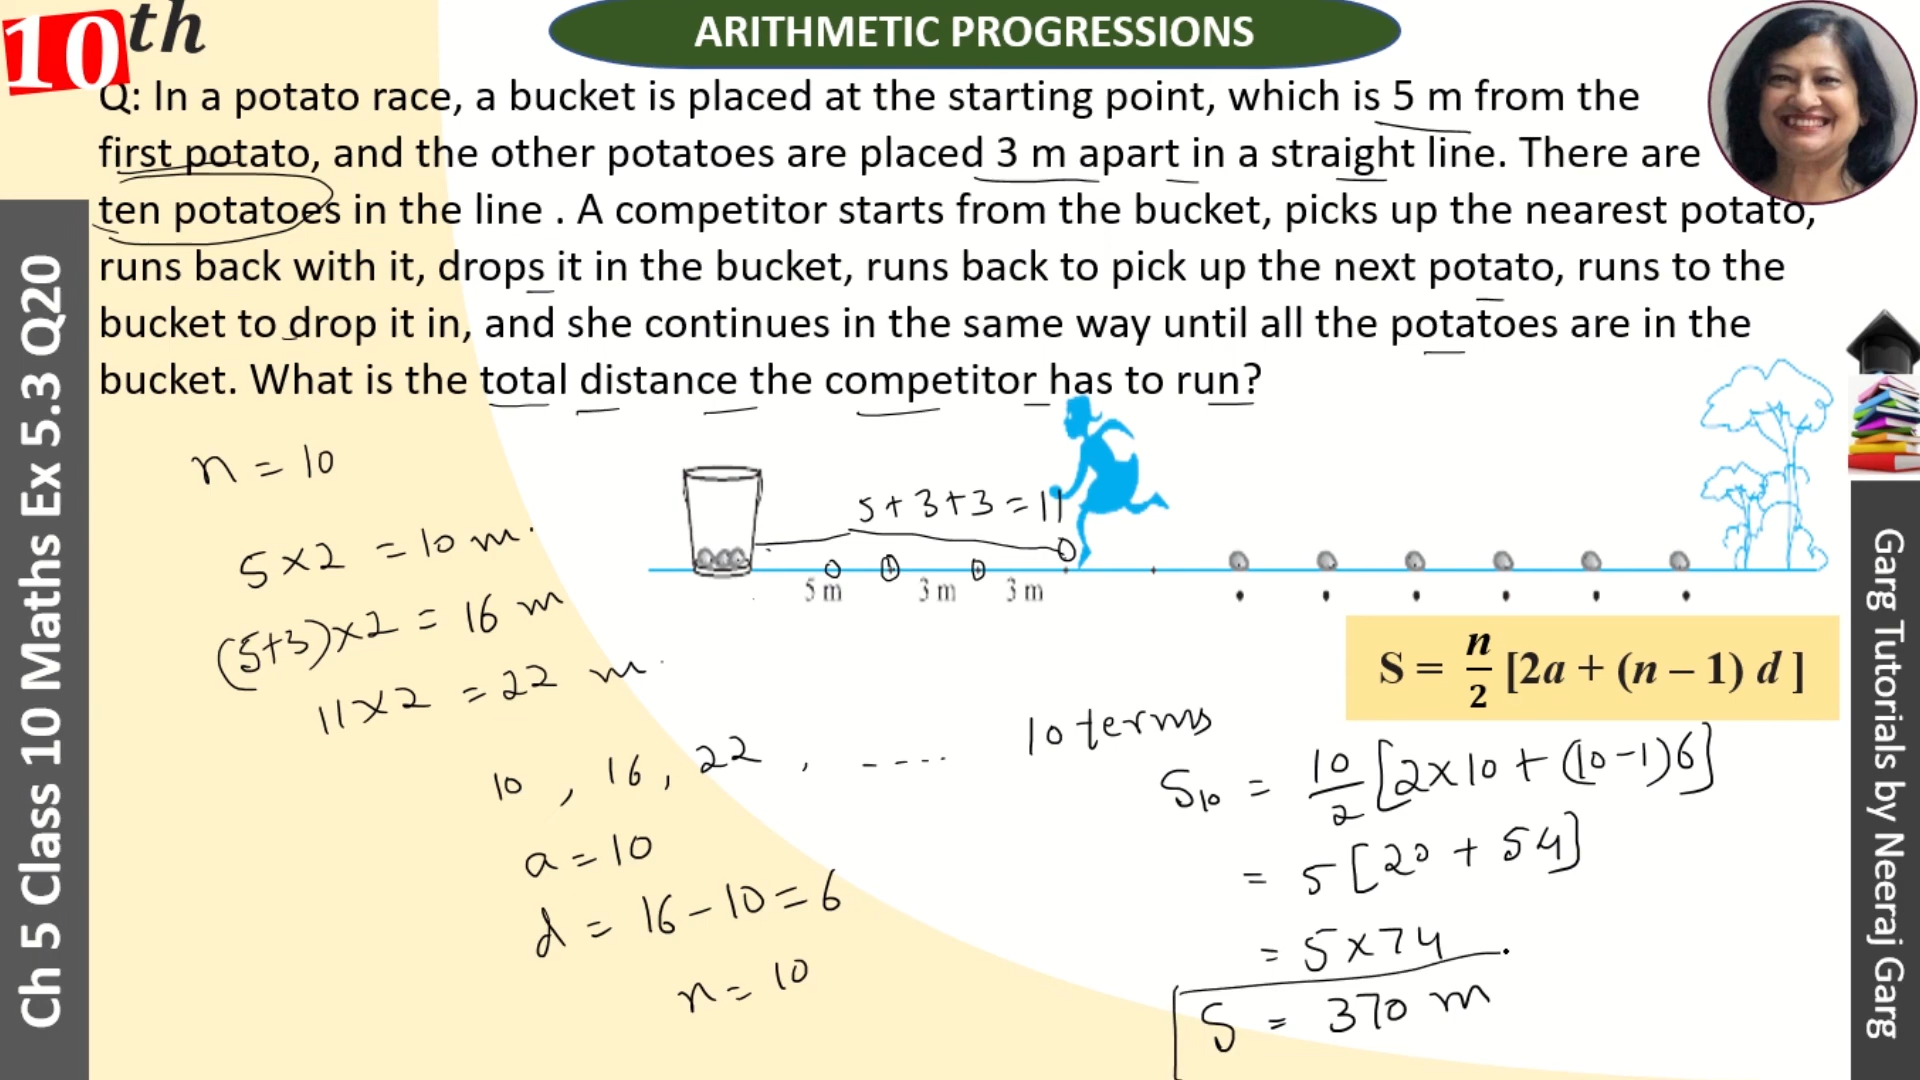 10th
ARITHMETIC PROGRESSIONS
Q: In a potato race, a bucket is placed at the starting point, which is 5 m from the
first potato, and the other potatoes are placed 3 m apart in a straight line. There are
ten potatoes in the line . A competitor starts from the bucket, picks up the nearest potato,
runs back with it, drops it in the bucket, runs back to pick up the next potato, runs to the
bucket to drop it in, and she continues in the same way until all the potatoes are in the
bucket. What is the total distance the competitor has to run?
Ch 5 Class 10 Maths Ex 5.3 Q20
n = 10
5 × 2 = 10 m.
(5+3) × 2 = 16 m
11 × 2 = 22 m.
5 + 3 + 3 = 11
5 m 3 m 3 m
S = n/2 [2a + (n – 1) d ]
10 , 16 , 22 , ---- 10 terms
a = 10
d = 16 - 10 = 6
n = 10
S10 = 10/2 [2×10 + (10-1)6]
= 5 [20 + 54]
= 5 × 74
S = 370 m
Garg Tutorials by Neeraj Garg